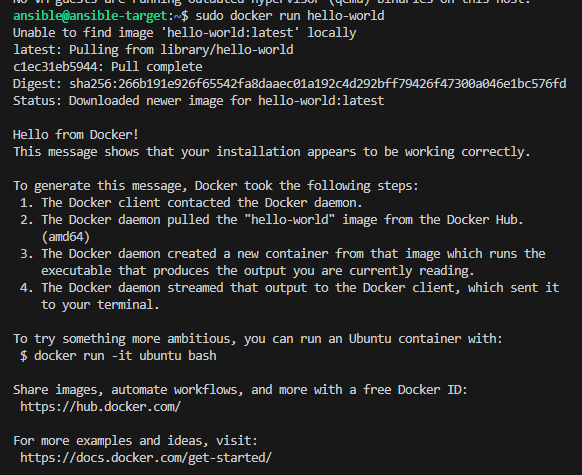 No VM guests are running outdated hypervisor (qemu) binaries on this host.
ansible@ansible-target:~$ sudo docker run hello-world
Unable to find image 'hello-world:latest' locally
latest: Pulling from library/hello-world
c1ec31eb5944: Pull complete
Digest: sha256:266b191e926f65542fa8daaec01a192c4d292bff79426f47300a046e1bc576fd
Status: Downloaded newer image for hello-world:latest

Hello from Docker!
This message shows that your installation appears to be working correctly.

To generate this message, Docker took the following steps:
 1. The Docker client contacted the Docker daemon.
 2. The Docker daemon pulled the "hello-world" image from the Docker Hub.
    (amd64)
 3. The Docker daemon created a new container from that image which runs the
    executable that produces the output you are currently reading.
 4. The Docker daemon streamed that output to the Docker client, which sent it
    to your terminal.

To try something more ambitious, you can run an Ubuntu container with:
 $ docker run -it ubuntu bash

Share images, automate workflows, and more with a free Docker ID:
 https://hub.docker.com/

For more examples and ideas, visit:
 https://docs.docker.com/get-started/